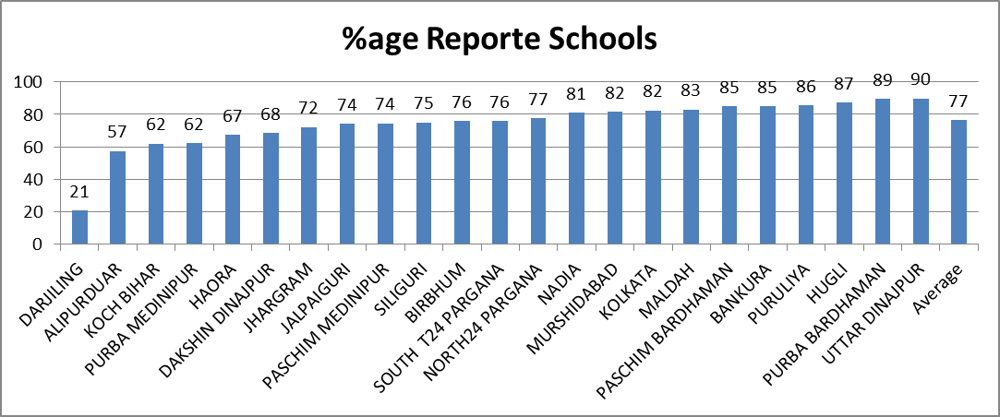 %age Reporte Schools
100
80
60
40
20
0
21
57
62
62
67
68
72
74
74
75
76
76
77
81
82
82
83
85
85
86
87
89
90
77
DARJILING
ALIPURDUAR
KOCH BIHAR
PURBA MEDINIPUR
HAORA
DAKSHIN DINAJPUR
JHARGRAM
JALPAIGURI
PASCHIM MEDINIPUR
SILIGURI
BIRBHUM
SOUTH  T24 PARGANA
NORTH24 PARGANA
NADIA
MURSHIDABAD
KOLKATA
MALDAH
PASCHIM BARDHAMAN
BANKURA
PURULIYA
HUGLI
PURBA BARDHAMAN
UTTAR DINAJPUR
Average